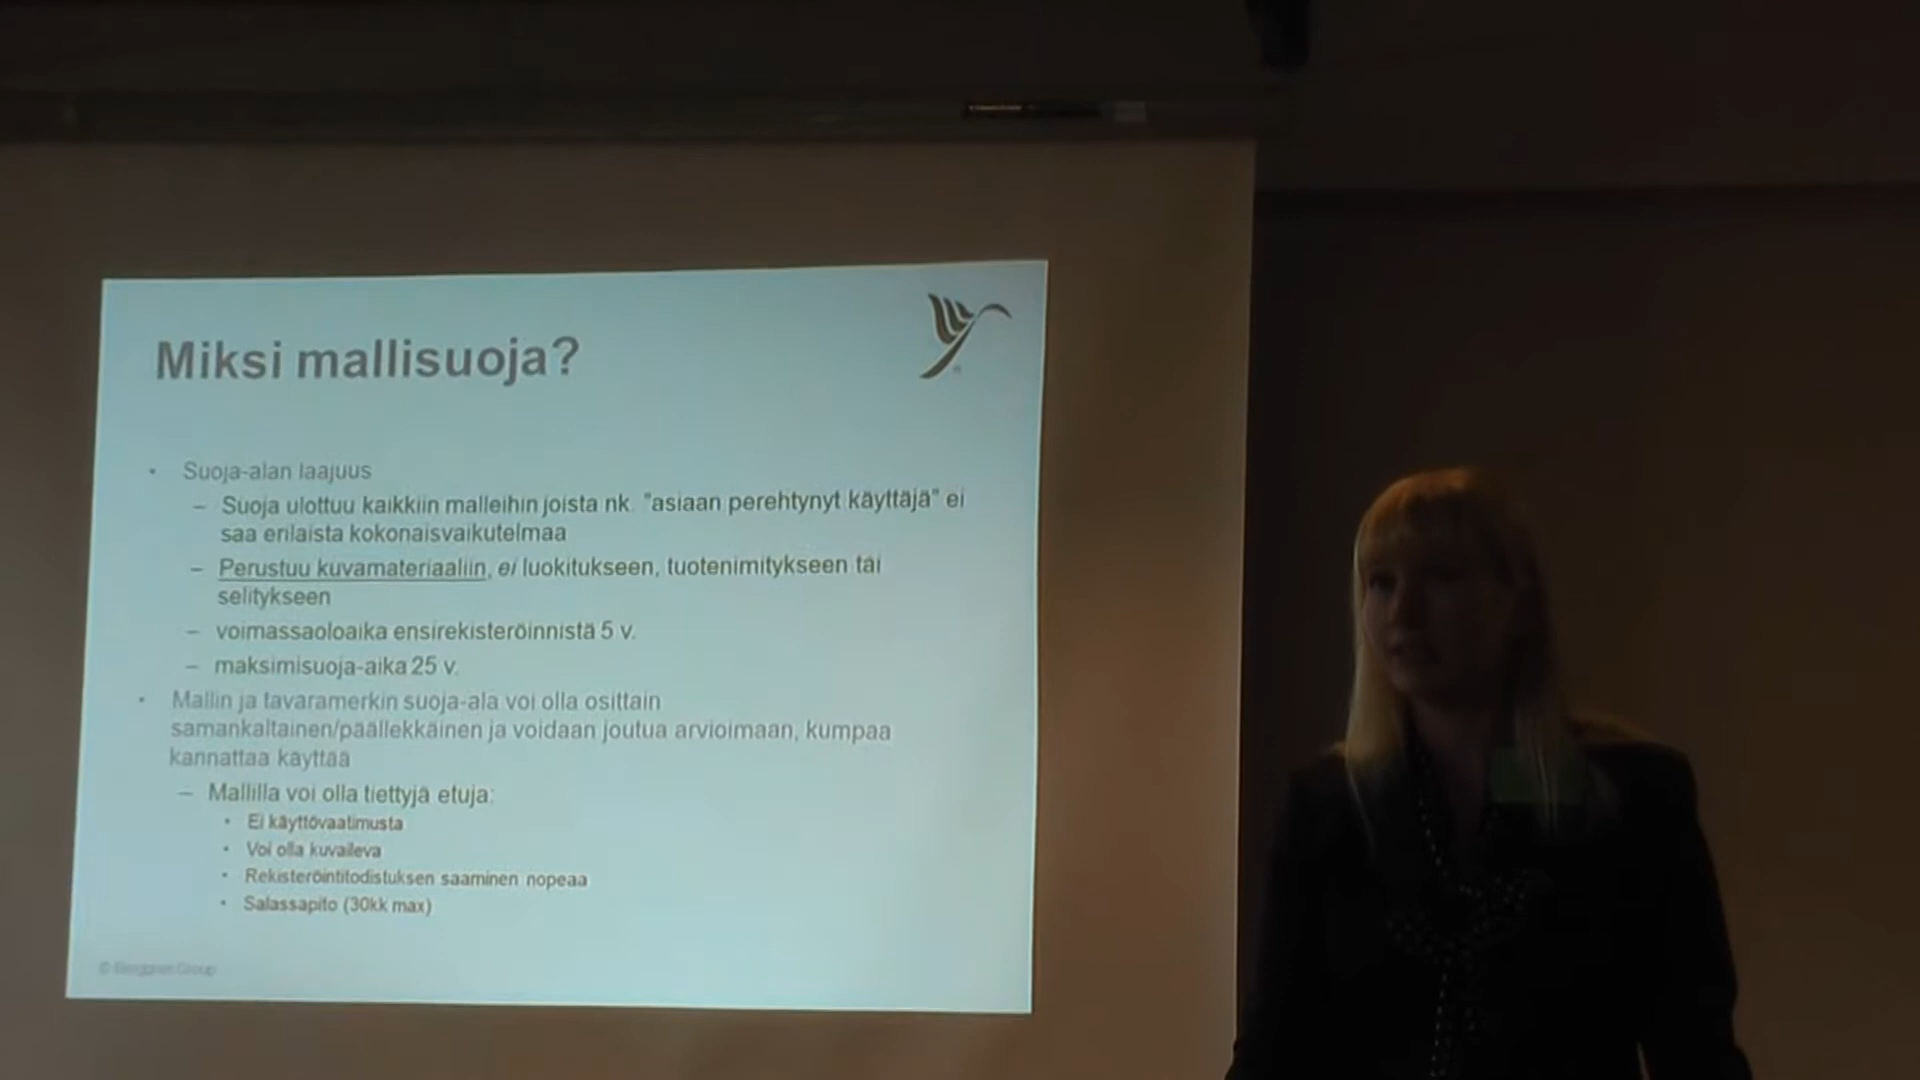 Miksi mallisuoja?
• Suoja-alan laajuus
– Suoja ulottuu kaikkiin malleihin joista nk. "asiaan perehtynyt käyttäjä" ei
saa erilaista kokonaisvaikutelmaa
– Perustuu kuvamateriaaliin, ei luokitukseen, tuotenimitykseen tai
selitykseen
– voimassaoloaika ensirekisteröinnistä 5 v.
– maksimisuoja-aika 25 v.
• Mallin ja tavaramerkin suoja-ala voi olla osittain
samankaltainen/päällekkäinen ja voidaan joutua arvioimaan, kumpaa
kannattaa käyttää
– Mallilla voi olla tiettyjä etuja:
• Ei käyttövaatimusta
• Voi olla kuvaileva
• Rekisteröintitodistuksen saaminen nopeaa
• Salassapito (30kk max)
© Berggren Group